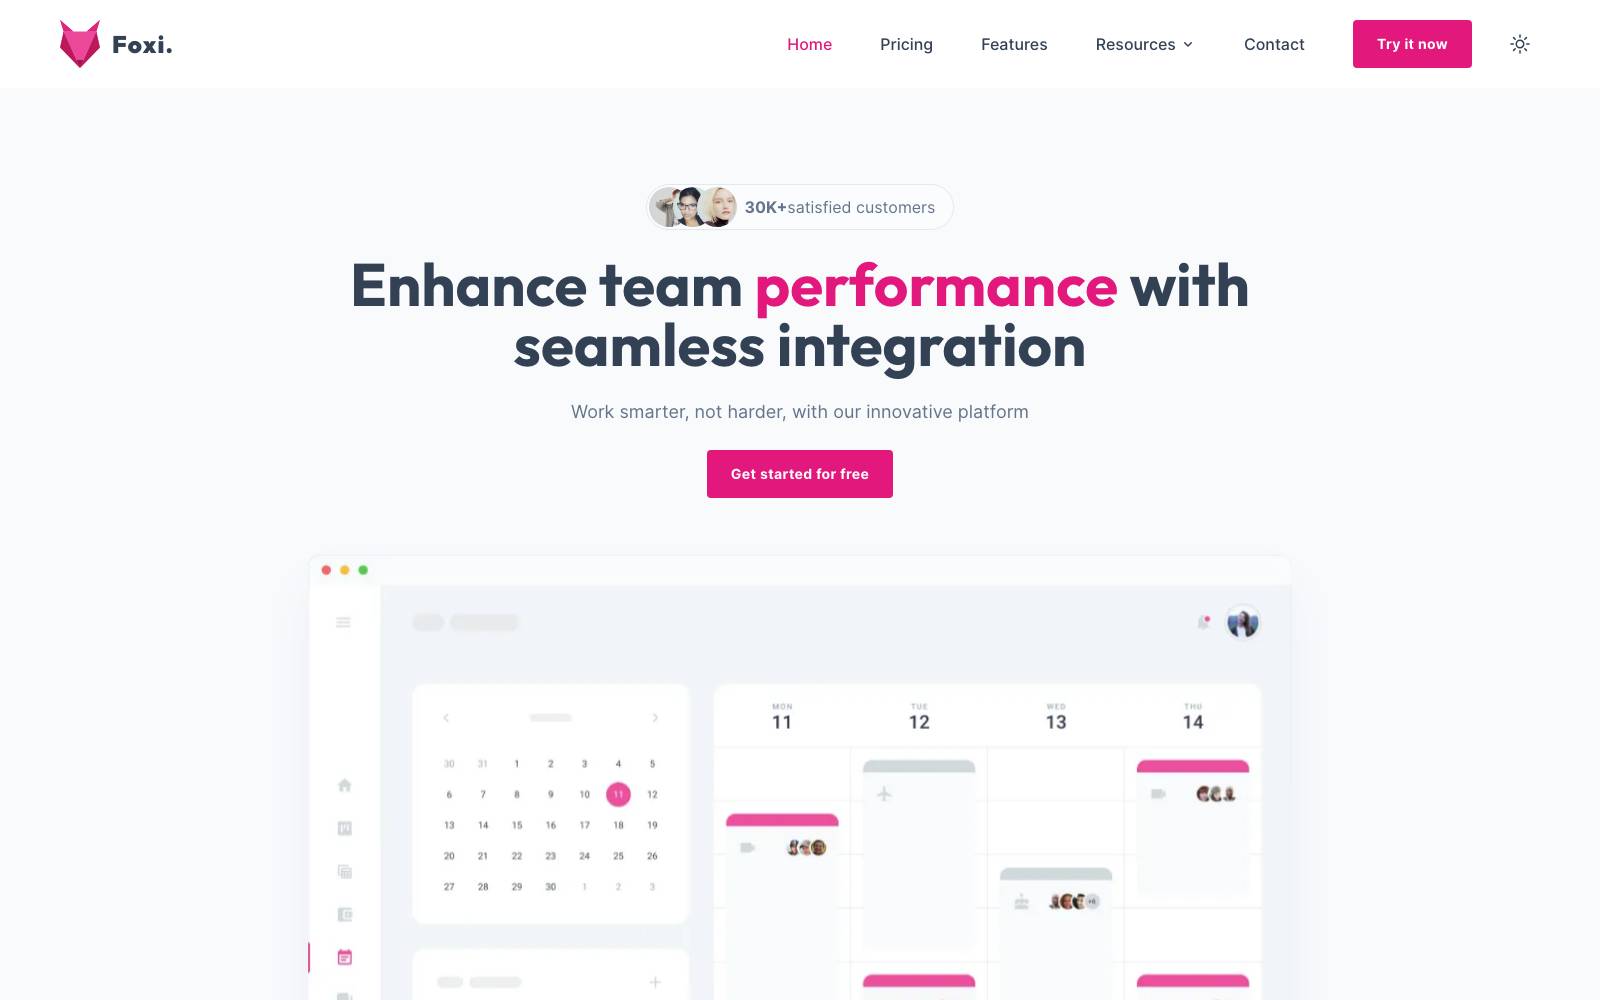 Foxi.
Home Pricing Features Resources Contact Try it now
30K+satisfied customers
Enhance team performance with
seamless integration
Work smarter, not harder, with our innovative platform
Get started for free
MON TUE WED THU
11 12 13 14
30 31 1 2 3 4 5
6 7 8 9 10 11 12
13 14 15 16 17 18 19
20 21 22 23 24 25 26
27 28 29 30 1 2 3
+6